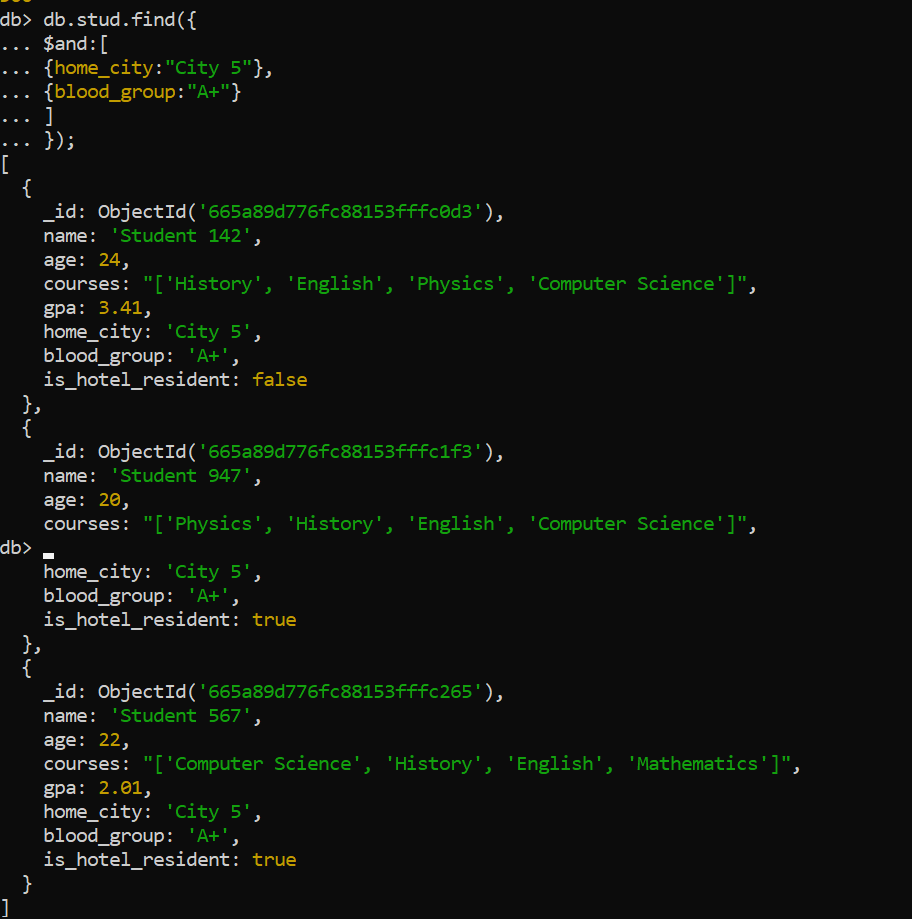 db> db.stud.find({
... $and:[
... {home_city:"City 5"},
... {blood_group:"A+"}
... ]
... });
[
  {
    _id: ObjectId('665a89d776fc88153fffc0d3'),
    name: 'Student 142',
    age: 24,
    courses: "['History', 'English', 'Physics', 'Computer Science']",
    gpa: 3.41,
    home_city: 'City 5',
    blood_group: 'A+',
    is_hotel_resident: false
  },
  {
    _id: ObjectId('665a89d776fc88153fffc1f3'),
    name: 'Student 947',
    age: 20,
    courses: "['Physics', 'History', 'English', 'Computer Science']",
db>
    home_city: 'City 5',
    blood_group: 'A+',
    is_hotel_resident: true
  },
  {
    _id: ObjectId('665a89d776fc88153fffc265'),
    name: 'Student 567',
    age: 22,
    courses: "['Computer Science', 'History', 'English', 'Mathematics']",
    gpa: 2.01,
    home_city: 'City 5',
    blood_group: 'A+',
    is_hotel_resident: true
  }
]